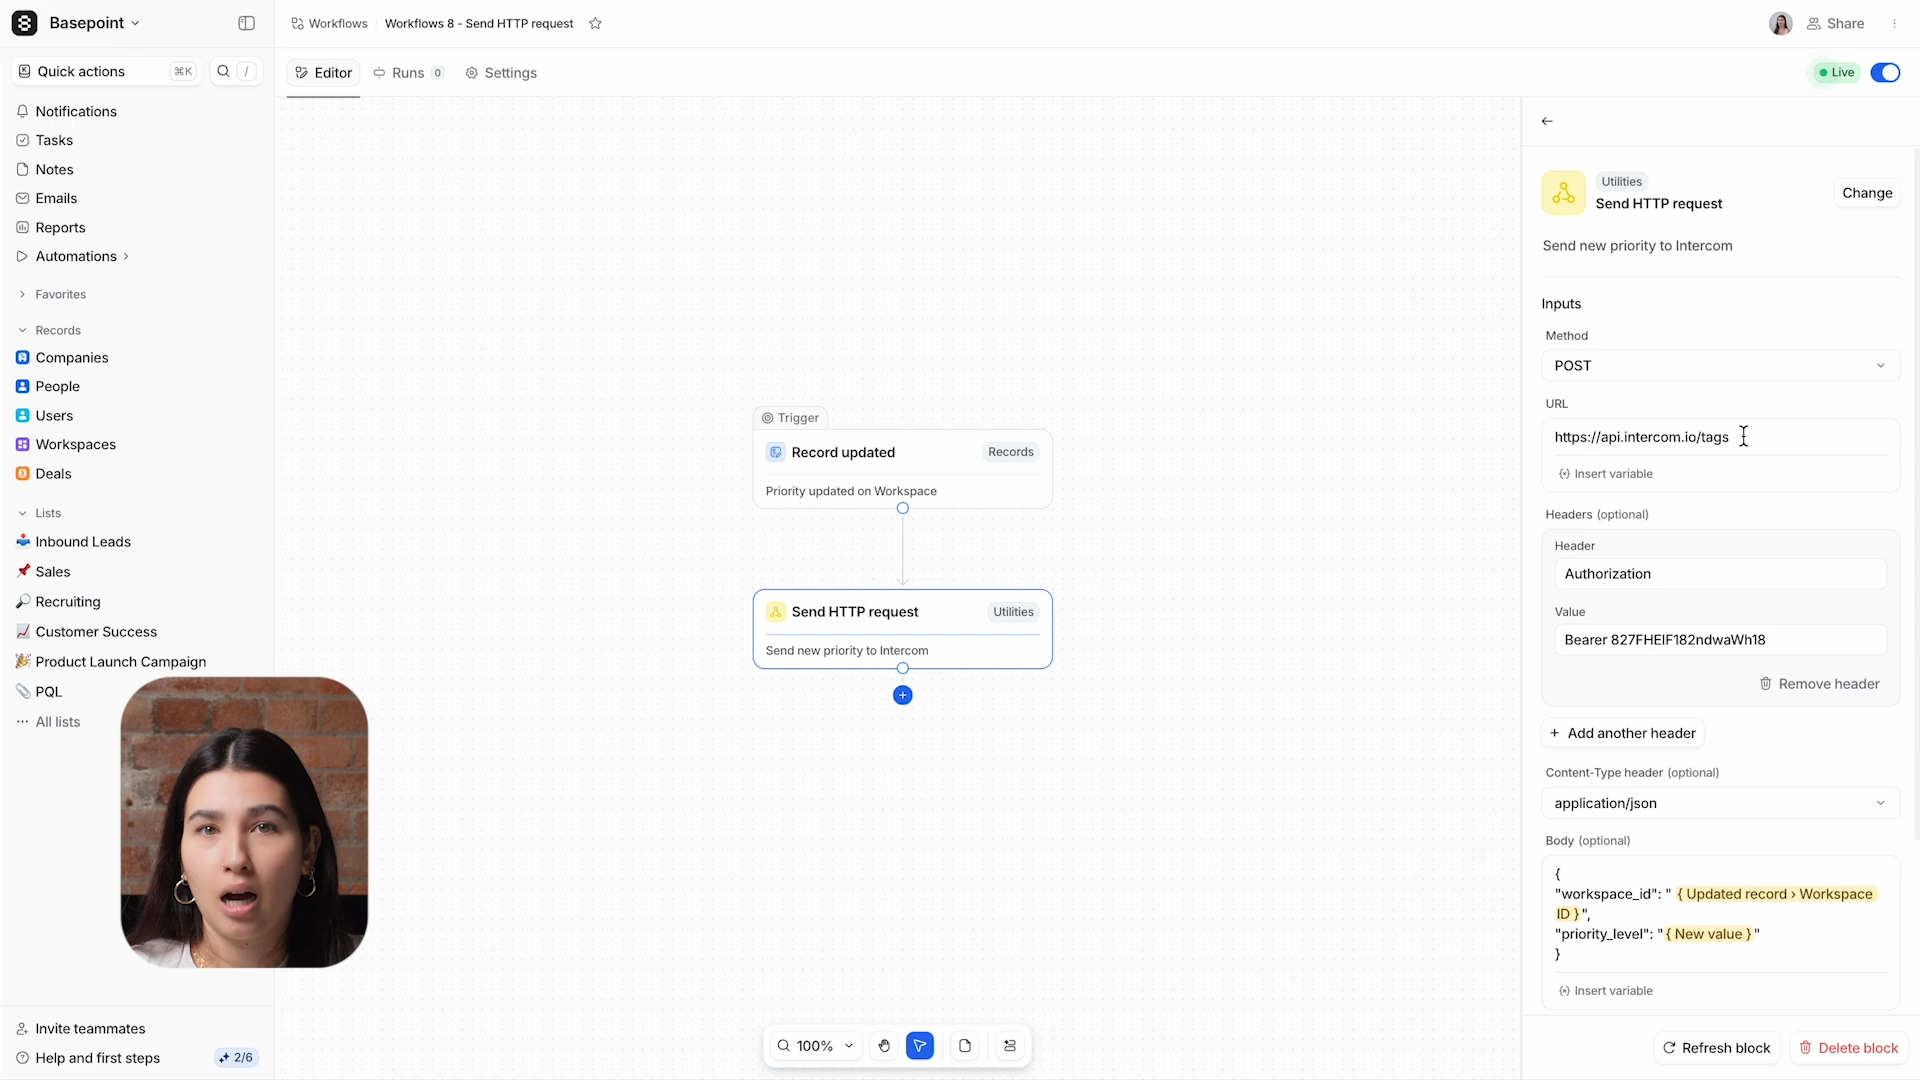 Basepoint
Workflows / Workflows 8 - Send HTTP request
Share
Quick actions ⌘K /
Editor
Runs 0
Settings
Live
Notifications
Tasks
Notes
Emails
Reports
Automations
Favorites
Records
Companies
People
Users
Workspaces
Deals
Lists
Inbound Leads
Sales
Recruiting
Customer Success
Product Launch Campaign
PQL
All lists
Invite teammates
Help and first steps 2/6
Trigger
Record updated Records
Priority updated on Workspace
Send HTTP request Utilities
Send new priority to Intercom
100%
Utilities
Send HTTP request
Change
Send new priority to Intercom
Inputs
Method
POST
URL
https://api.intercom.io/tags
Insert variable
Headers (optional)
Header
Authorization
Value
Bearer 827FHEIF182ndwaWh18
Remove header
+ Add another header
Content-Type header (optional)
application/json
Body (optional)
{
"workspace_id": " { Updated record › Workspace
ID }",
"priority_level": "{ New value }"
}
Insert variable
Refresh block
Delete block